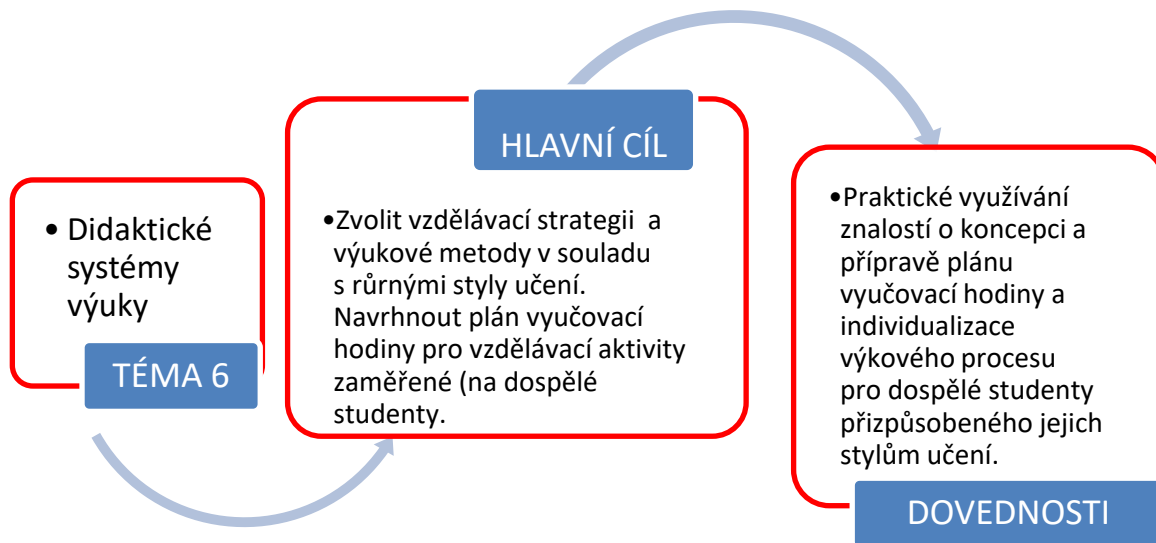 • Didaktické
systémy
výuky
TÉMA 6
HLAVNÍ CÍL
•Zvolit vzdělávací strategii a
výukové metody v souladu
s růrnými styly učení.
Navrhnout plán vyučovací
hodiny pro vzdělávací aktivity
zaměřené (na dospělé
studenty.
•Praktické využívání
znalostí o koncepci a
přípravě plánu
vyučovací hodiny a
individualizace
výkového procesu
pro dospělé studenty
přizpůsobeného jejich
stylům učení.
DOVEDNOSTI